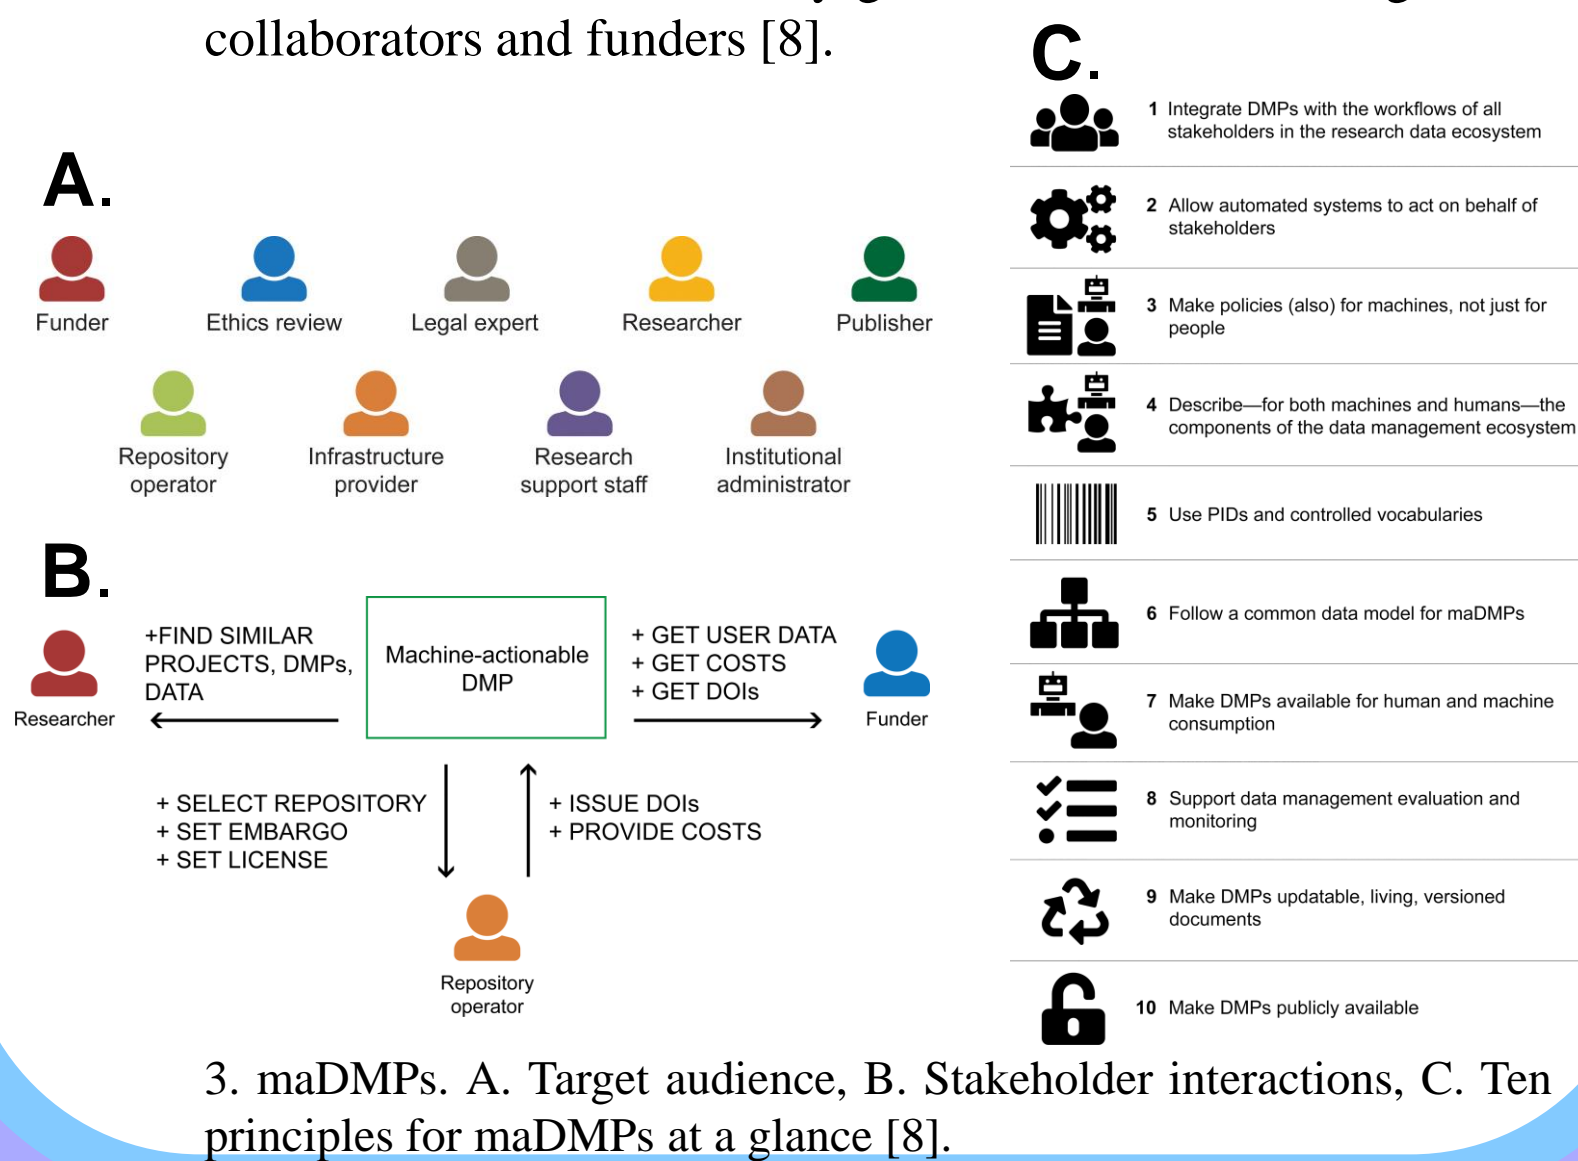 collaborators and funders [8].
A.
Funder
Ethics review
Legal expert
Researcher
Publisher
Repository
operator
Infrastructure
provider
Research
support staff
Institutional
administrator
B.
Researcher
+FIND SIMILAR
PROJECTS, DMPs,
DATA
Machine-actionable
DMP
+ GET USER DATA
+ GET COSTS
+ GET DOIs
Funder
+ SELECT REPOSITORY
+ SET EMBARGO
+ SET LICENSE
+ ISSUE DOIs
+ PROVIDE COSTS
Repository
operator
C.
1 Integrate DMPs with the workflows of all
stakeholders in the research data ecosystem
2 Allow automated systems to act on behalf of
stakeholders
3 Make policies (also) for machines, not just for
people
4 Describe—for both machines and humans—the
components of the data management ecosystem
5 Use PIDs and controlled vocabularies
6 Follow a common data model for maDMPs
7 Make DMPs available for human and machine
consumption
8 Support data management evaluation and
monitoring
9 Make DMPs updatable, living, versioned
documents
10 Make DMPs publicly available
3. maDMPs. A. Target audience, B. Stakeholder interactions, C. Ten
principles for maDMPs at a glance [8].